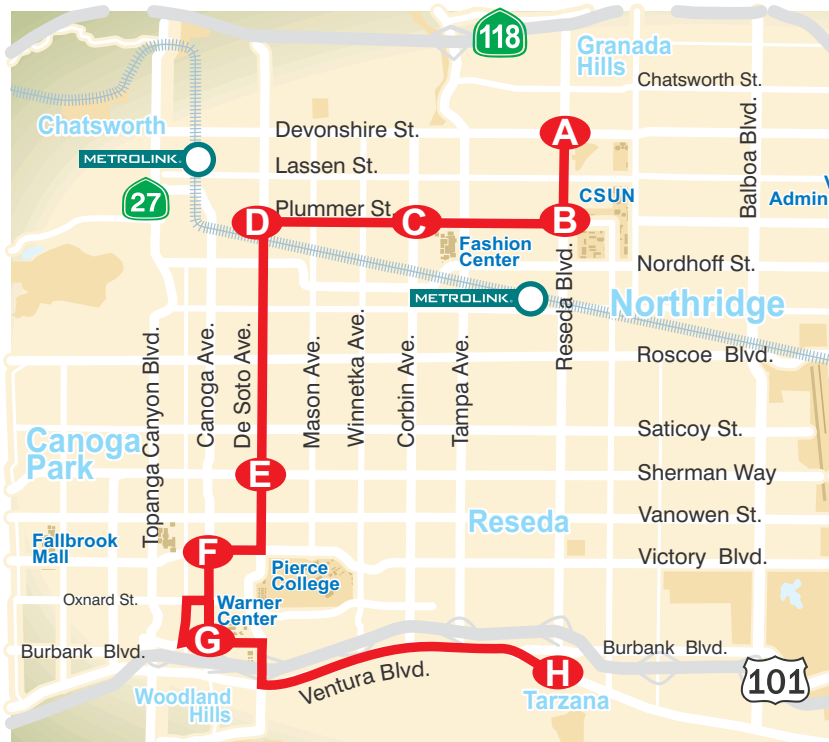 118
Granada
Hills
Chatsworth St.
Chatsworth
METROLINK
Devonshire St.
A
Lassen St.
Balboa Blvd.
27
Plummer St.
D
C
B
CSUN
V
Admin
Fashion
Center
Nordhoff St.
METROLINK
Reseda Blvd.
Northridge
Topanga Canyon Blvd.
Canoga Ave.
De Soto Ave.
Mason Ave.
Winnetka Ave.
Corbin Ave.
Tampa Ave.
Roscoe Blvd.
Canoga
Park
Saticoy St.
E
Sherman Way
Reseda
Vanowen St.
Fallbrook
Mall
F
Victory Blvd.
Pierce
College
Oxnard St.
Warner
Center
G
Burbank Blvd.
Burbank Blvd.
Ventura Blvd.
H
101
Woodland
Hills
Tarzana